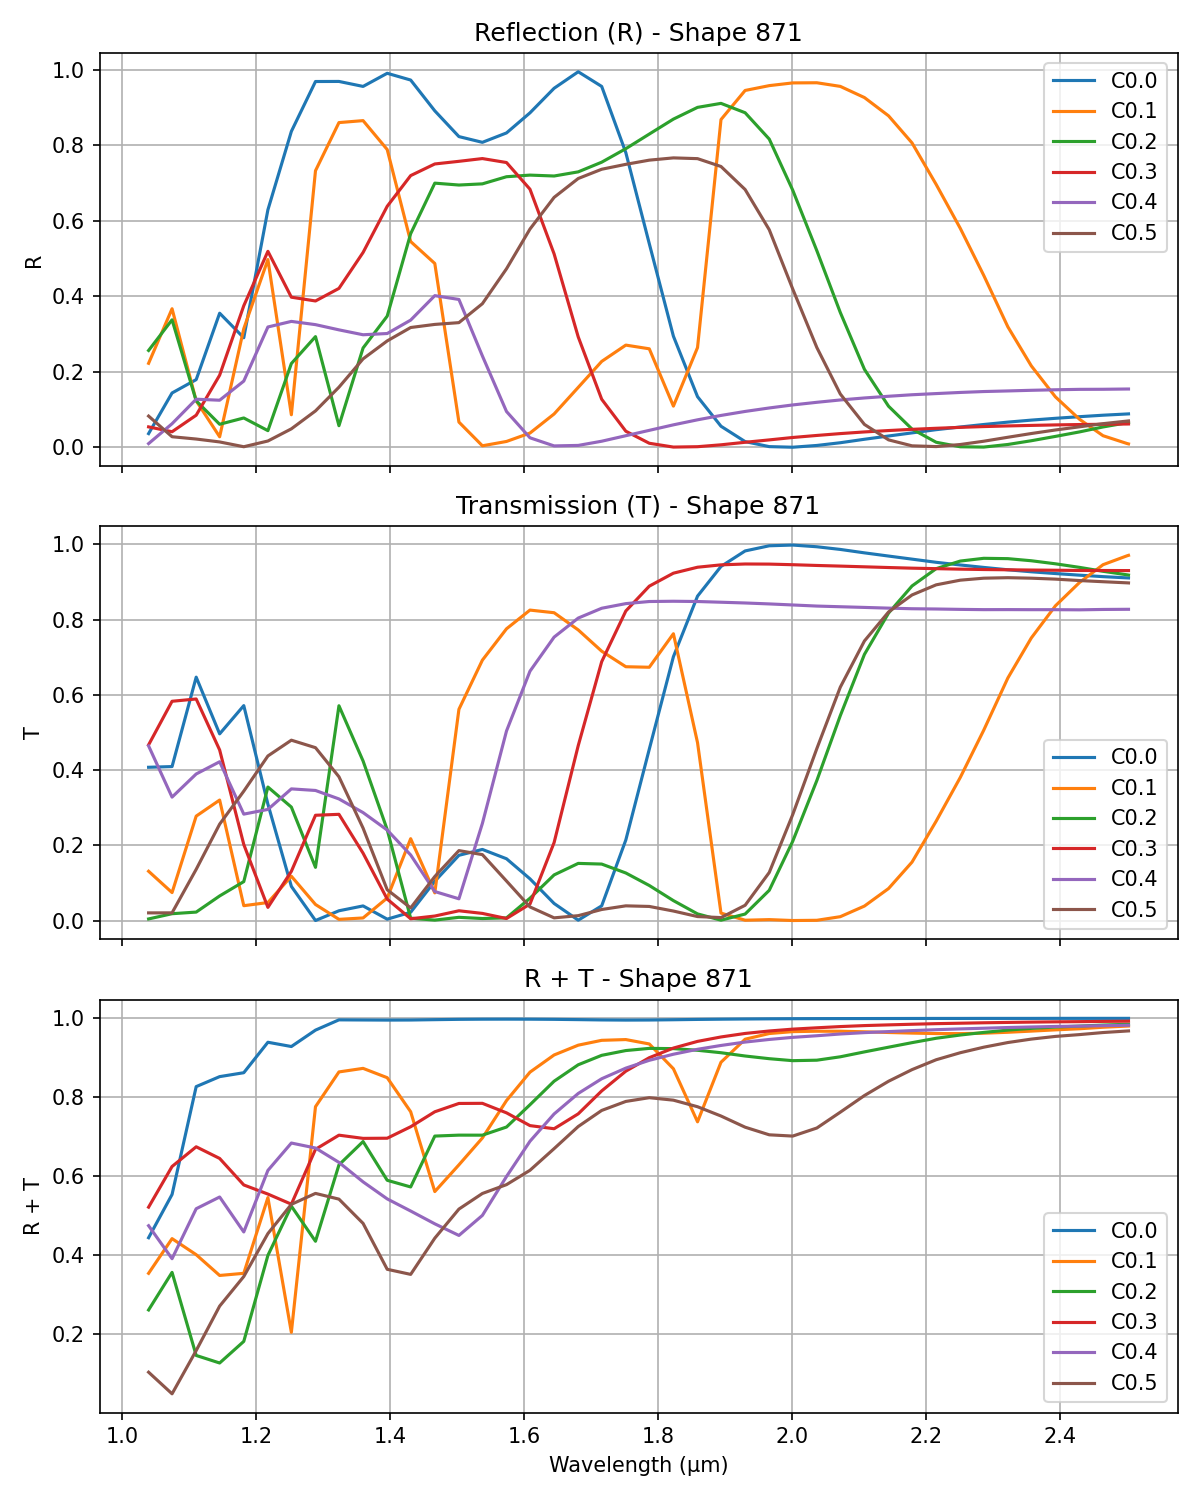 Reflection (R) - Shape 871
1.0
0.8
0.6
0.4
0.2
0.0
R
C0.0
C0.1
C0.2
C0.3
C0.4
C0.5
Transmission (T) - Shape 871
1.0
0.8
0.6
0.4
0.2
0.0
T
C0.0
C0.1
C0.2
C0.3
C0.4
C0.5
R + T - Shape 871
1.0
0.8
0.6
0.4
0.2
R + T
C0.0
C0.1
C0.2
C0.3
C0.4
C0.5
1.0 1.2 1.4 1.6 1.8 2.0 2.2 2.4
Wavelength (μm)